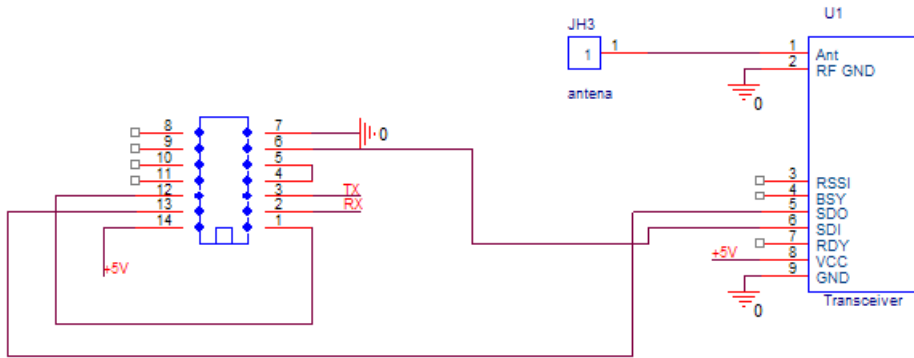 U1
JH3
1
1
1
Ant
2
RF GND
0
antena
8
7
0
9
6
10
5
11
4
3
RSSI
12
3
TX
4
BSY
13
2
RX
5
SDO
14
1
6
SDI
7
RDY
+5V
8
VCC
+5V
9
GND
0
Transceiver